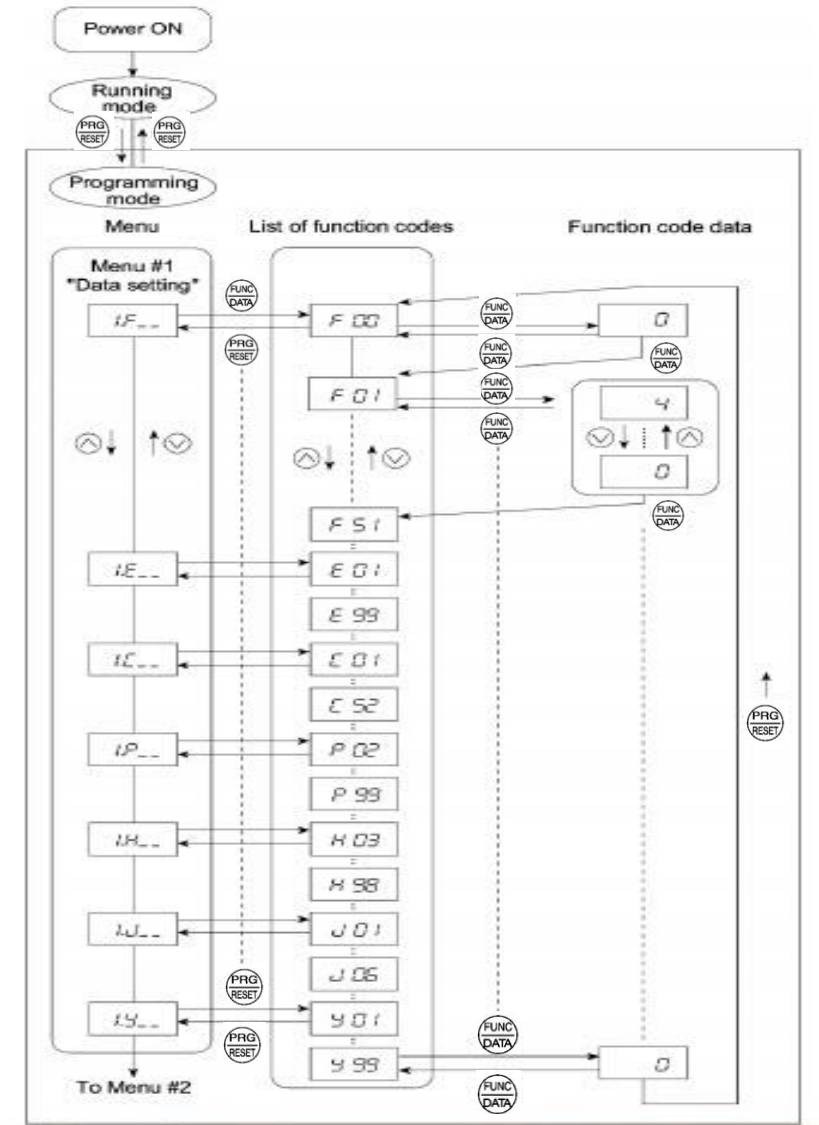 Power ON
Running
mode
PRG
RESET
PRG
RESET
Programming
mode
Menu
List of function codes
Function code data
Menu #1
"Data setting"
FUNC
DATA
1.F__
F 00
FUNC
DATA
0
PRG
RESET
FUNC
DATA
FUNC
DATA
F 01
FUNC
DATA
4
FUNC
DATA
0
F 51
FUNC
DATA
1.E__
E 01
E 99
1.C__
C 01
C 52
PRG
RESET
1.P__
P 02
P 99
1.H__
H 03
H 98
1.J__
J 01
J 06
PRG
RESET
1.y__
y 01
FUNC
DATA
PRG
RESET
y 99
0
To Menu #2
FUNC
DATA